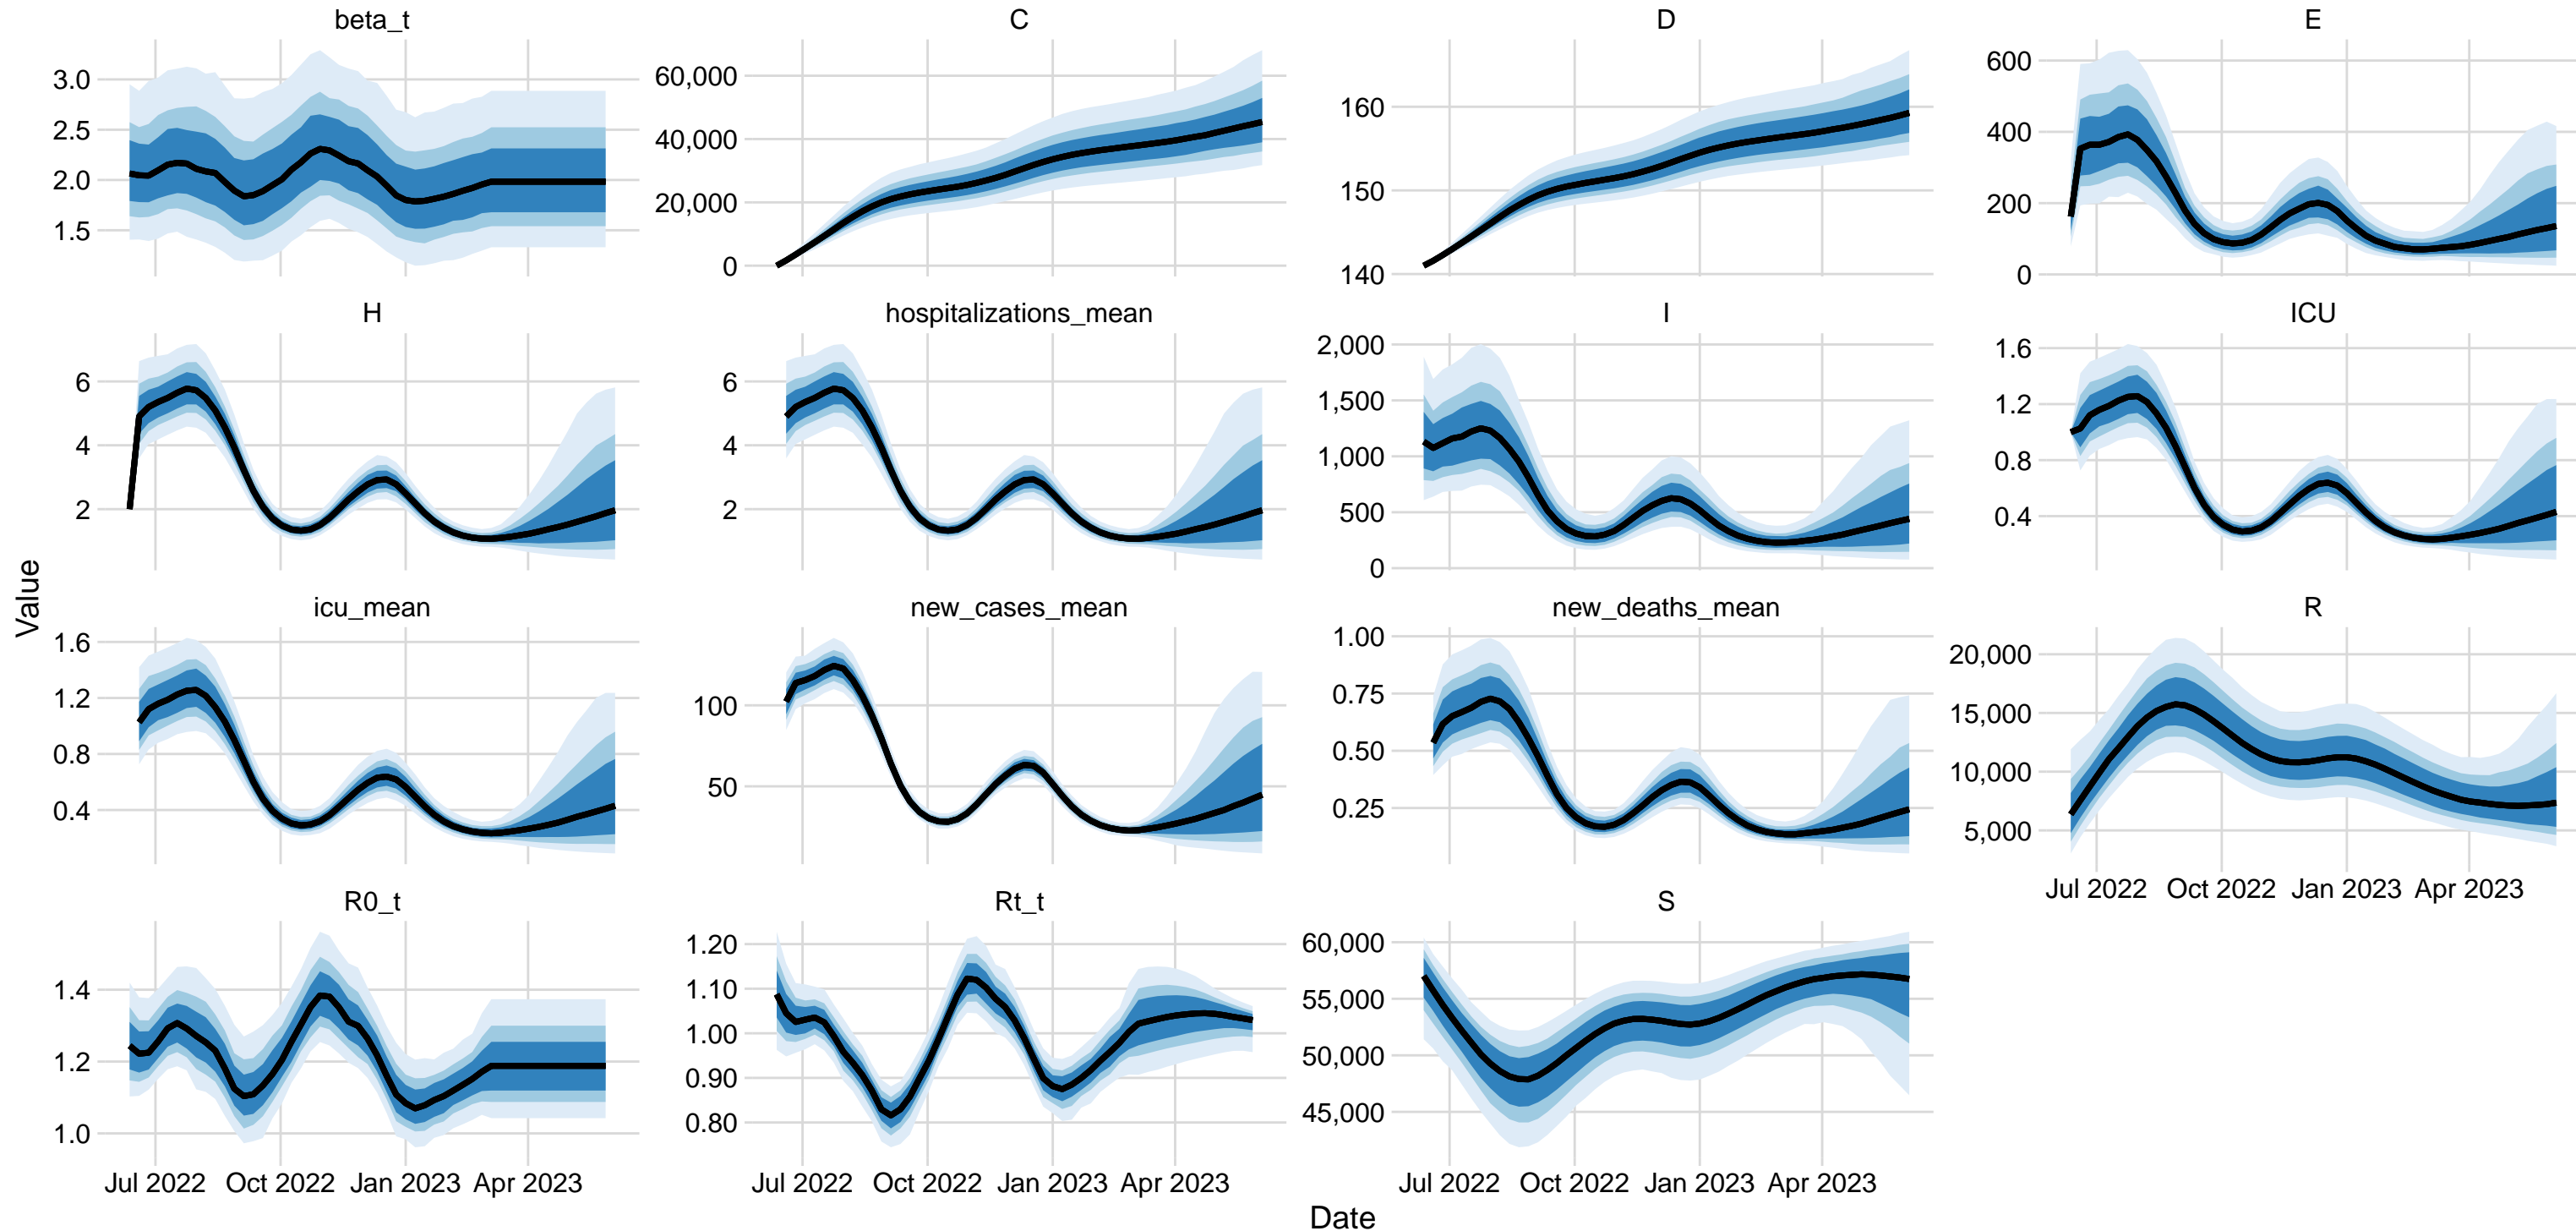 beta_t
C
D
E
3.0
2.5
2.0
1.5
60,000
40,000
20,000
0
160
150
140
600
400
200
0
H
hospitalizations_mean
I
ICU
6
4
2
6
4
2
2,000
1,500
1,000
500
0
1.6
1.2
0.8
0.4
Value
icu_mean
new_cases_mean
new_deaths_mean
R
1.6
1.2
0.8
0.4
100
50
1.00
0.75
0.50
0.25
20,000
15,000
10,000
5,000
Jul 2022 Oct 2022 Jan 2023 Apr 2023
R0_t
Rt_t
S
1.4
1.2
1.0
1.20
1.10
1.00
0.90
0.80
60,000
55,000
50,000
45,000
Jul 2022 Oct 2022 Jan 2023 Apr 2023
Jul 2022 Oct 2022 Jan 2023 Apr 2023
Jul 2022 Oct 2022 Jan 2023 Apr 2023
Date